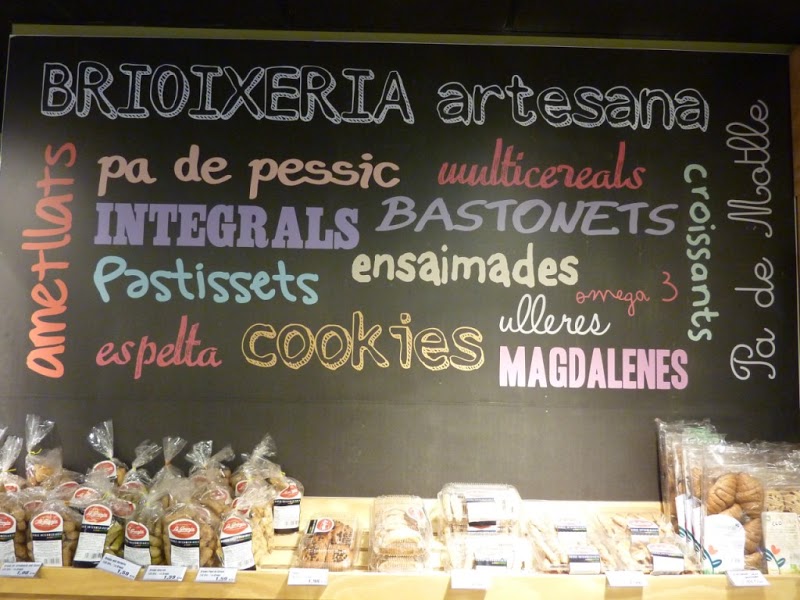 BRIOIXERIA artesana
ametllats
pa de pessic
multicereals
INTEGRALS
BASTONETS
Pastissets
ensaimades
omega 3
espelta
cookies
ulleres
MAGDALENES
croissants
Pa de Motlle